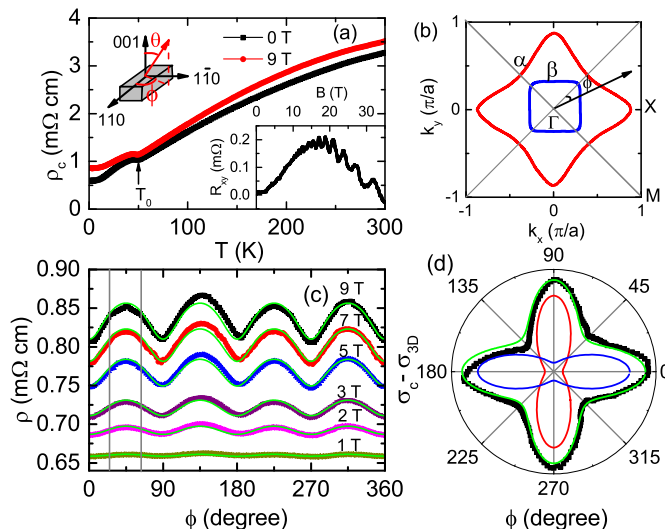 (a)
0 T
9 T
001
θ
ϕ
110
11̄0
4
3
2
1
0
ρc (mΩ cm)
0
100
200
300
T (K)
T0
B (T)
0
10
20
30
0.2
0.1
0.0
Rxy (mΩ)
(b)
1
0
-1
ky (π/a)
-1
0
1
kx (π/a)
α
β
ϕ
Γ
X
M
(c)
0.90
0.85
0.80
0.75
0.70
0.65
ρ (mΩ cm)
9 T
7 T
5 T
3 T
2 T
1 T
0
90
180
270
360
ϕ (degree)
(d)
90
135
45
180
0
225
315
270
σc - σ3D
ϕ (degree)